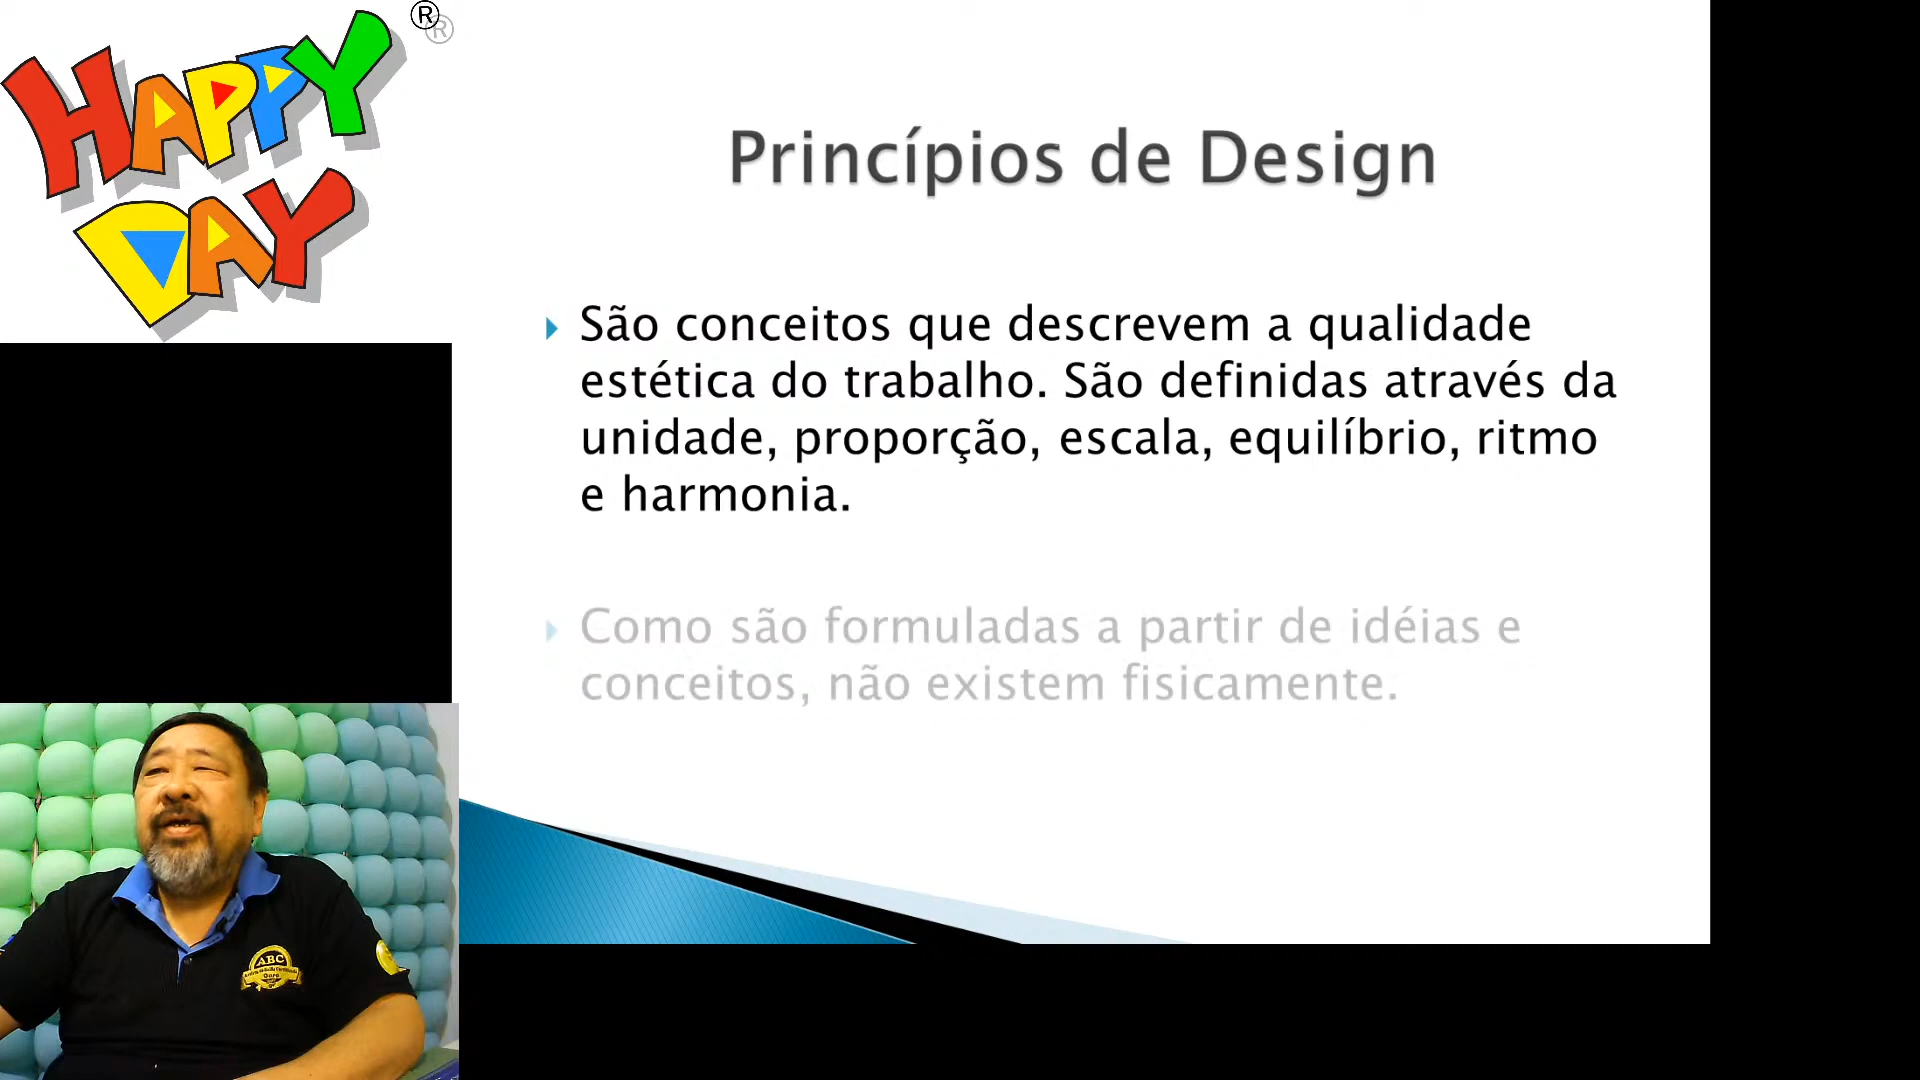 HAPPY
DAY
®
Princípios de Design
São conceitos que descrevem a qualidade
estética do trabalho. São definidas através da
unidade, proporção, escala, equilíbrio, ritmo
e harmonia.
Como são formuladas a partir de idéias e
conceitos, não existem fisicamente.
ABC